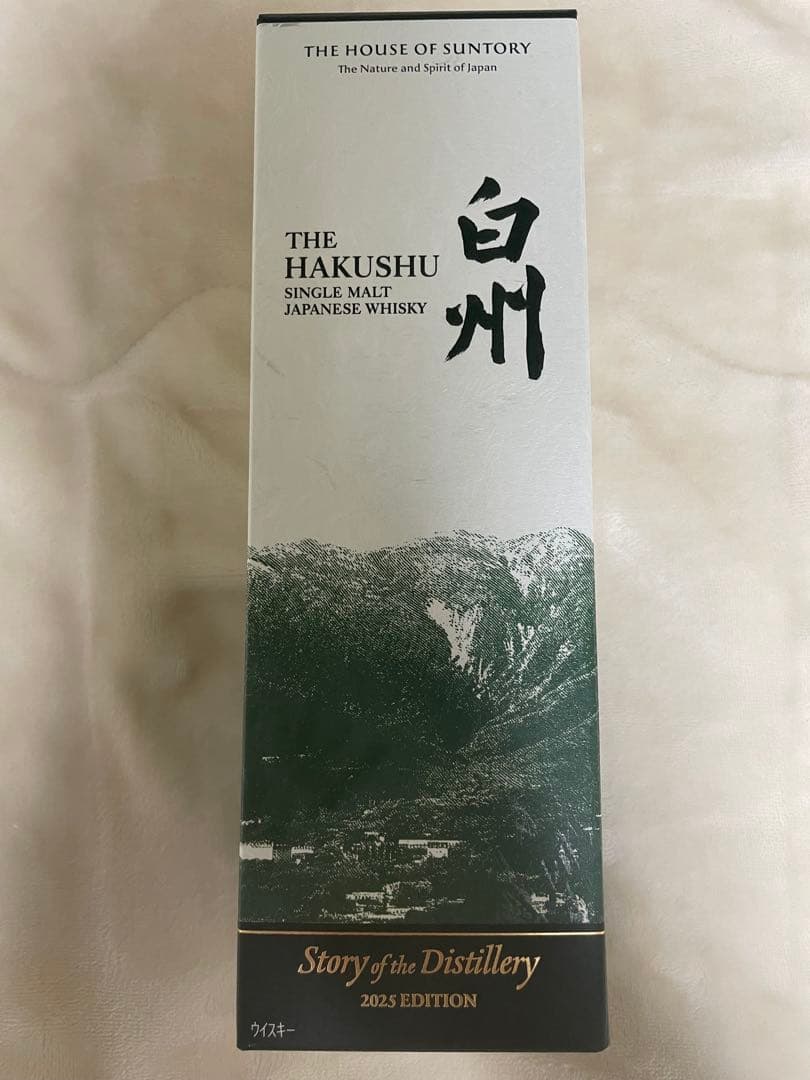 THE HOUSE OF SUNTORY
The Nature and Spirit of Japan
白州
THE
HAKUSHU
SINGLE MALT
JAPANESE WHISKY
Story of the Distillery
2025 EDITION
ウイスキー